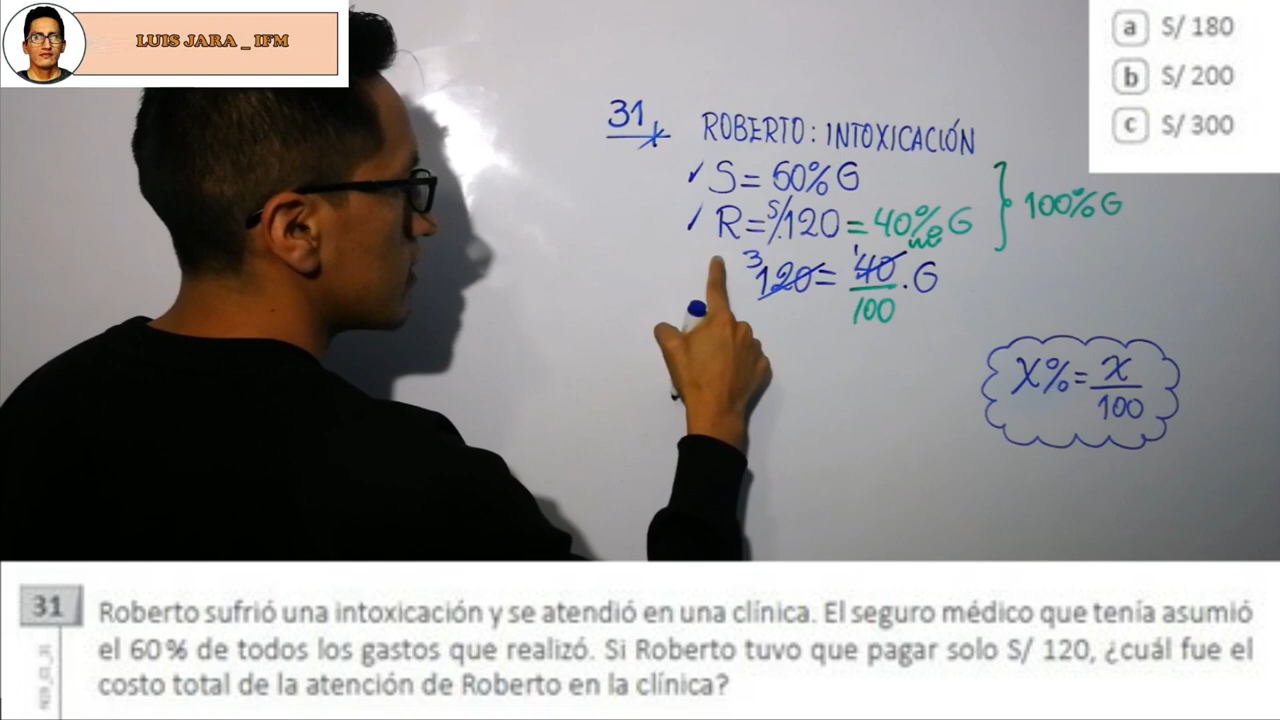 LUIS JARA _ IFM
a S/ 180
b S/ 200
c S/ 300
31
ROBERTO: INTOXICACIÓN
✓ S = 60% G
✓ R = S/.120 = 40% G
100% G
3
120 = 40/100 . G
1
X% = x/100
31
Roberto sufrió una intoxicación y se atendió en una clínica. El seguro médico que tenía asumió
el 60 % de todos los gastos que realizó. Si Roberto tuvo que pagar solo S/ 120, ¿cuál fue el
costo total de la atención de Roberto en la clínica?